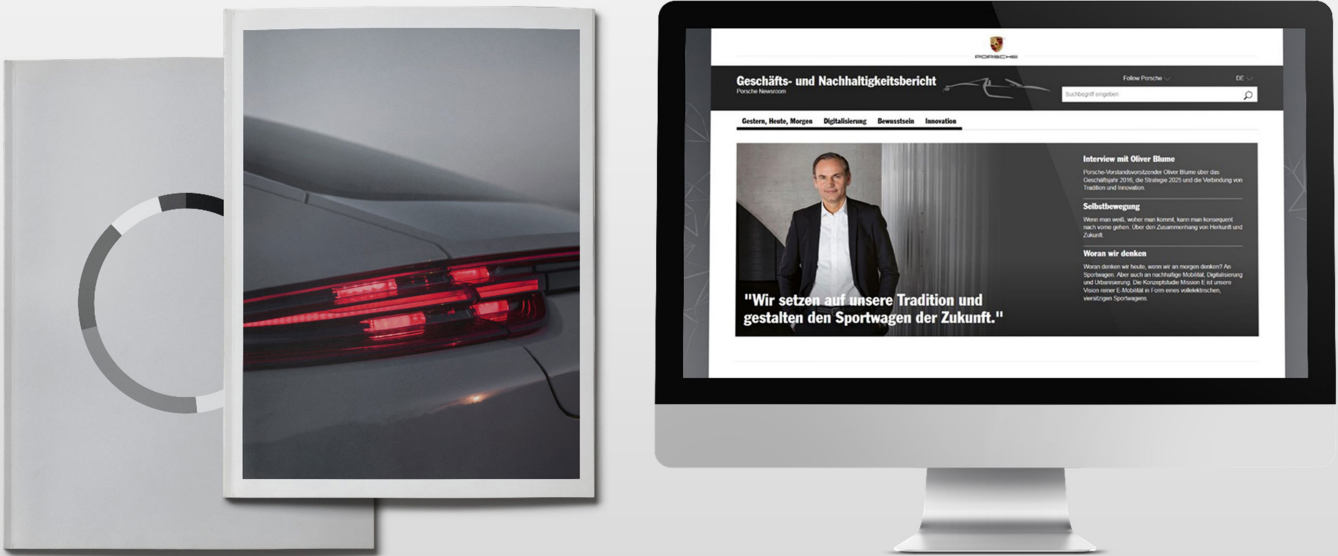 PORSCHE
Geschäfts- und Nachhaltigkeitsbericht
Porsche Newsroom
Follow Porsche
DE
Suchbegriff eingeben
Gestern, Heute, Morgen Digitalisierung Bewusstsein Innovation
Interview mit Oliver Blume
Porsche-Vorstandsvorsitzender Oliver Blume über das
Geschäftsjahr 2016, die Strategie 2025 und die Verbindung von
Tradition und Innovation.
Selbstbewegung
Wenn man weiß, woher man kommt, kann man konsequent
nach vorne gehen. Über den Zusammenhang von Herkunft und
Zukunft.
Woran wir denken
Woran denken wir heute, wenn wir an morgen denken? An
Sportwagen. Aber auch an nachhaltige Mobilität, Digitalisierung
und Urbanisierung. Die Konzeptstudie Mission E ist unsere
Vision reiner E-Mobilität in Form eines vollelektrischen,
viersitzigen Sportwagens.
"Wir setzen auf unsere Tradition und
gestalten den Sportwagen der Zukunft."